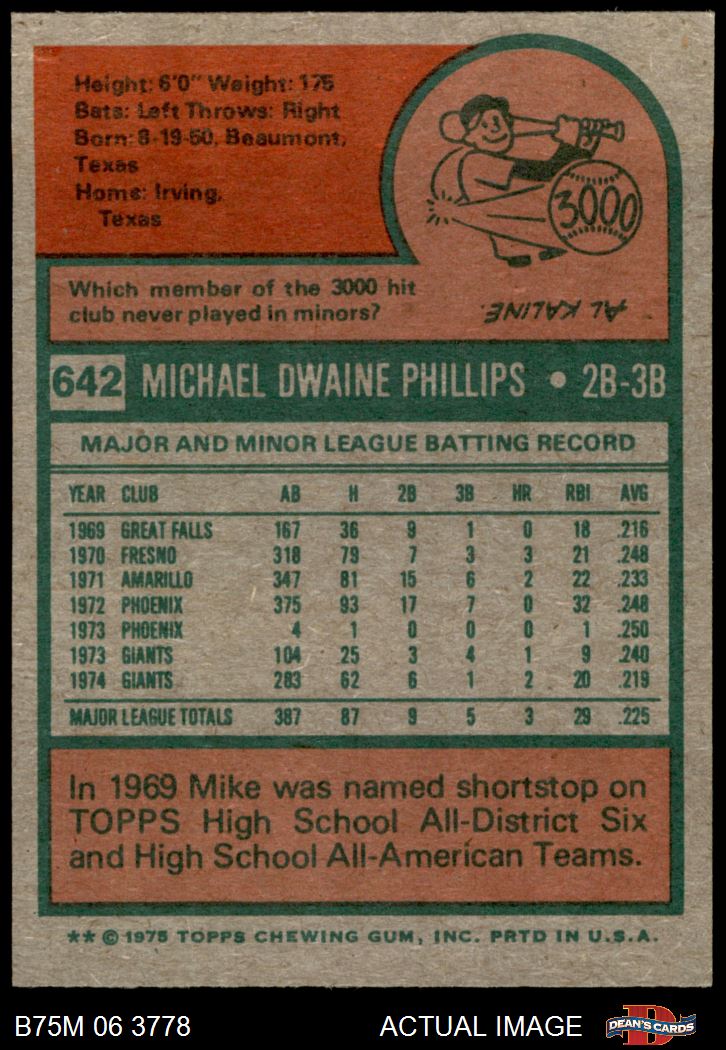 Height: 6'0" Weight: 175
Bats: Left Throws: Right
Born: 8-19-50, Beaumont,
Texas
Home: Irving,
Texas
3000
Which member of the 3000 hit
club never played in minors?
AL KALINE.
642 MICHAEL DWAINE PHILLIPS • 2B-3B
MAJOR AND MINOR LEAGUE BATTING RECORD
YEAR CLUB AB H 2B 3B HR RBI AVG
1969 GREAT FALLS 167 36 9 1 0 18 .216
1970 FRESNO 318 79 7 3 3 21 .248
1971 AMARILLO 347 81 15 6 2 22 .233
1972 PHOENIX 375 93 17 7 0 32 .248
1973 PHOENIX 4 1 0 0 0 1 .250
1973 GIANTS 104 25 3 4 1 9 .240
1974 GIANTS 283 62 6 1 2 20 .219
MAJOR LEAGUE TOTALS 387 87 9 5 3 29 .225
In 1969 Mike was named shortstop on
TOPPS High School All-District Six
and High School All-American Teams.
** © 1975 TOPPS CHEWING GUM, INC. PRTD IN U.S.A.
B75M 06 3778 ACTUAL IMAGE
D
DEAN'S CARDS